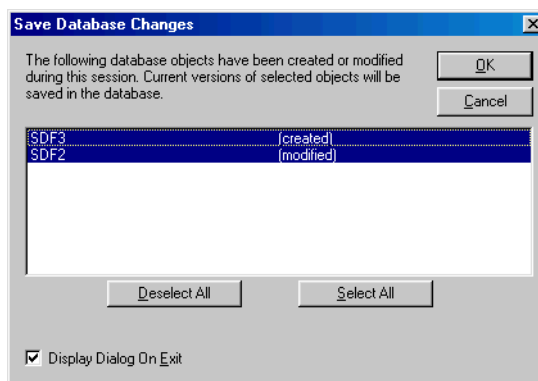 Save Database Changes
The following database objects have been created or modified
during this session. Current versions of selected objects will be
saved in the database.
OK
Cancel
SDF3 (created)
SDF2 (modified)
Deselect All Select All
Display Dialog On Exit